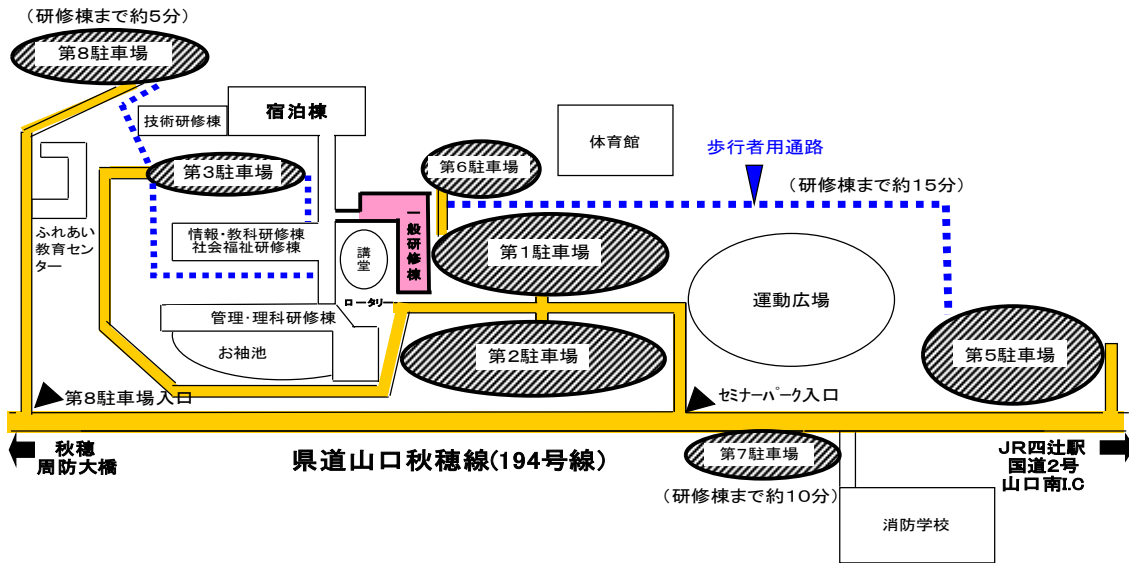 （研修棟まで約5分）
第8駐車場
宿泊棟
技術研修棟
体育館
第6駐車場
歩行者用通路
第3駐車場
（研修棟まで約15分）
一般研修棟
ふれあい
教育セン
ター
情報・教科研修棟
社会福祉研修棟
講堂
第1駐車場
運動広場
ロータリー
管理・理科研修棟
お袖池
第2駐車場
第5駐車場
第8駐車場入口
セミナーパーク入口
秋穂
周防大橋
県道山口秋穂線(194号線)
第7駐車場
JR四辻駅
国道2号
山口南I.C
（研修棟まで約10分）
消防学校